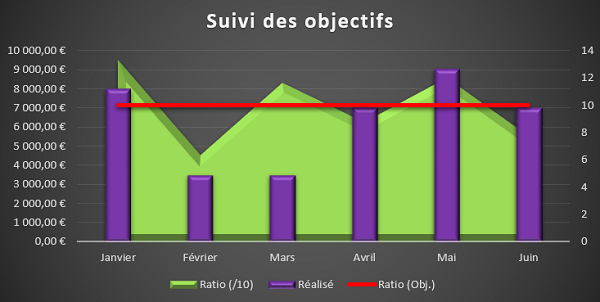 Suivi des objectifs
10 000,00 € 14
9 000,00 € 12
8 000,00 €
7 000,00 € 10
6 000,00 € 8
5 000,00 €
4 000,00 € 6
3 000,00 € 4
2 000,00 €
1 000,00 € 2
0,00 € 0
Janvier Février Mars Avril Mai Juin
Ratio (/10) Réalisé Ratio (Obj.)